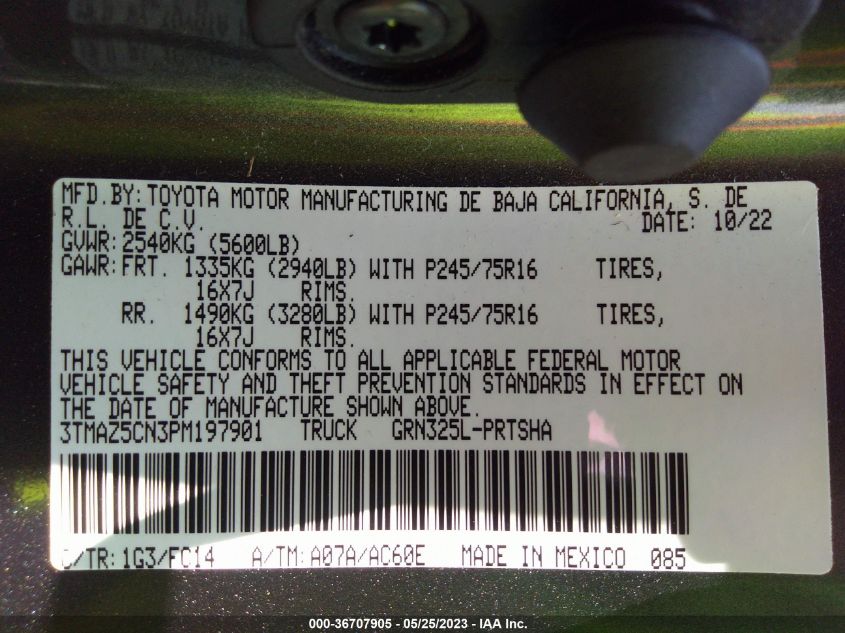 MFD.BY: TOYOTA MOTOR MANUFACTURING DE BAJA CALIFORNIA, S. DE
R.L. DE C.V. DATE: 10/22
GVWR: 2540KG (5600LB)
GAWR: FRT. 1335KG (2940LB) WITH P245/75R16 TIRES,
16X7J RIMS.
RR. 1490KG (3280LB) WITH P245/75R16 TIRES,
16X7J RIMS.
THIS VEHICLE CONFORMS TO ALL APPLICABLE FEDERAL MOTOR
VEHICLE SAFETY AND THEFT PREVENTION STANDARDS IN EFFECT ON
THE DATE OF MANUFACTURE SHOWN ABOVE.
3TMAZ5CN3PM197901 TRUCK GRN325L-PRTSHA
C/TR: 1G3/FC14 A/TM: A07A/AC60E MADE IN MEXICO 085
000-36707905 - 05/25/2023 - IAA Inc.